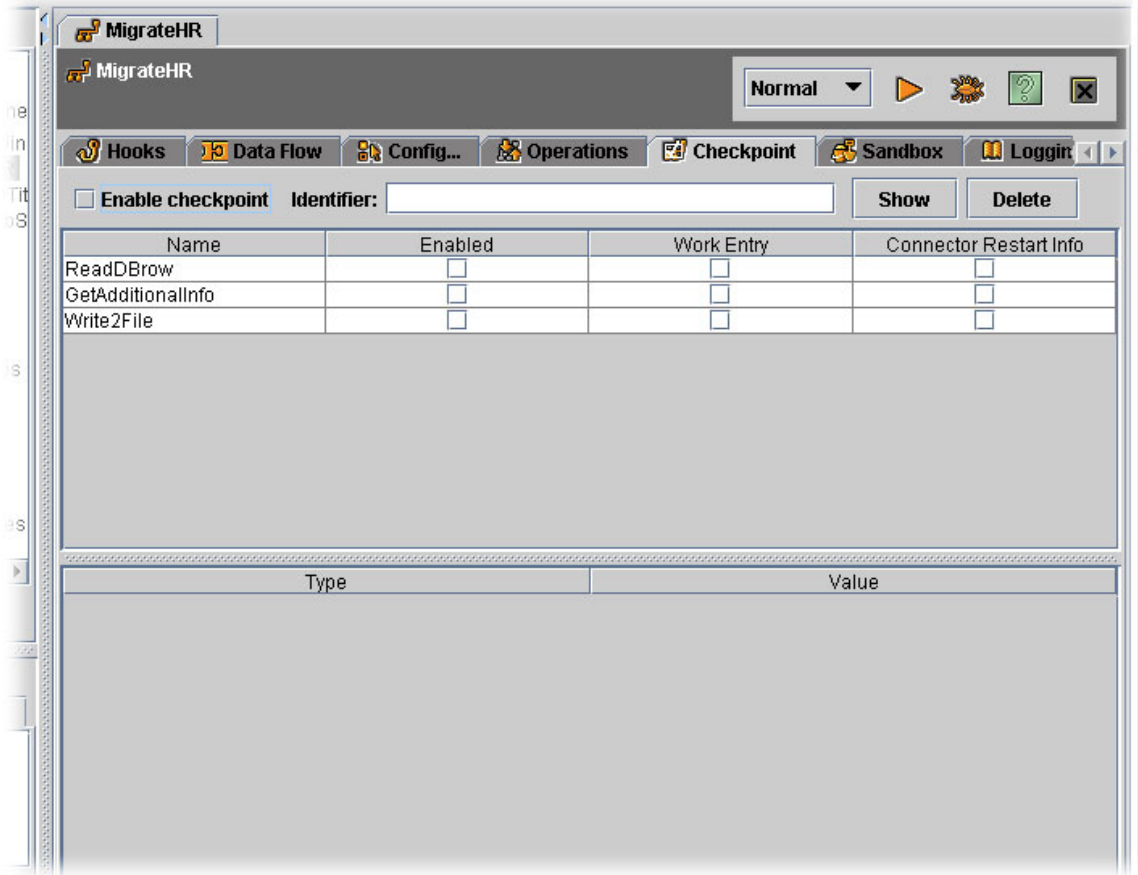 MigrateHR
MigrateHR
Normal
Hooks Data Flow Config... Operations Checkpoint Sandbox Loggin
Enable checkpoint Identifier: Show Delete
Name Enabled Work Entry Connector Restart Info
ReadDBrow
GetAdditionalInfo
Write2File
Type Value